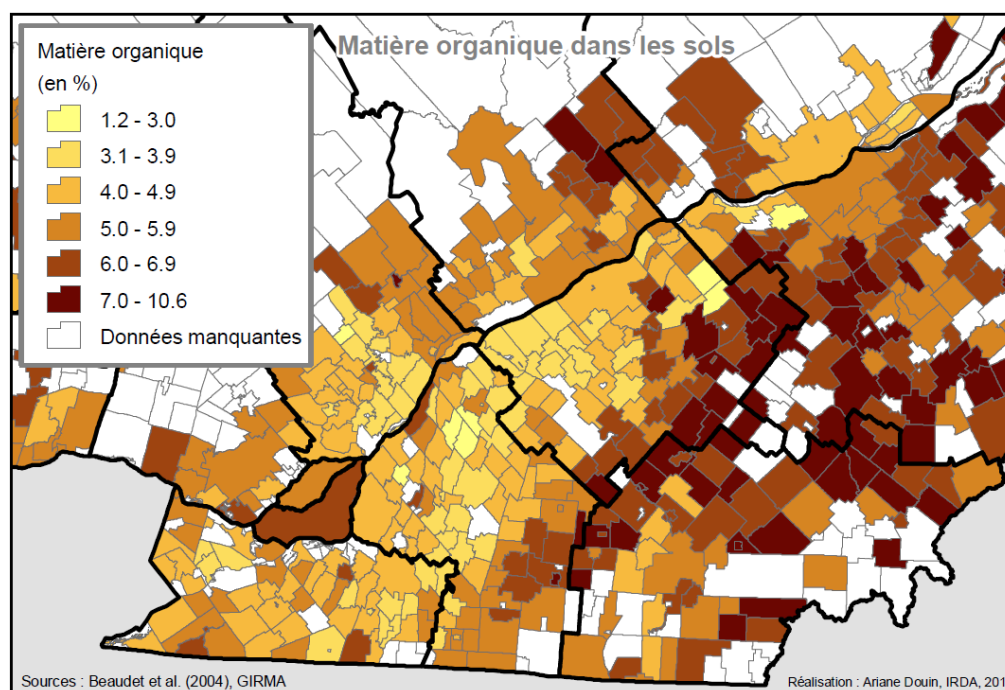 Matière organique dans les sols
Matière organique
(en %)
1.2 - 3.0
3.1 - 3.9
4.0 - 4.9
5.0 - 5.9
6.0 - 6.9
7.0 - 10.6
Données manquantes
Sources : Beaudet et al. (2004), GIRMA
Réalisation : Ariane Douin, IRDA, 201